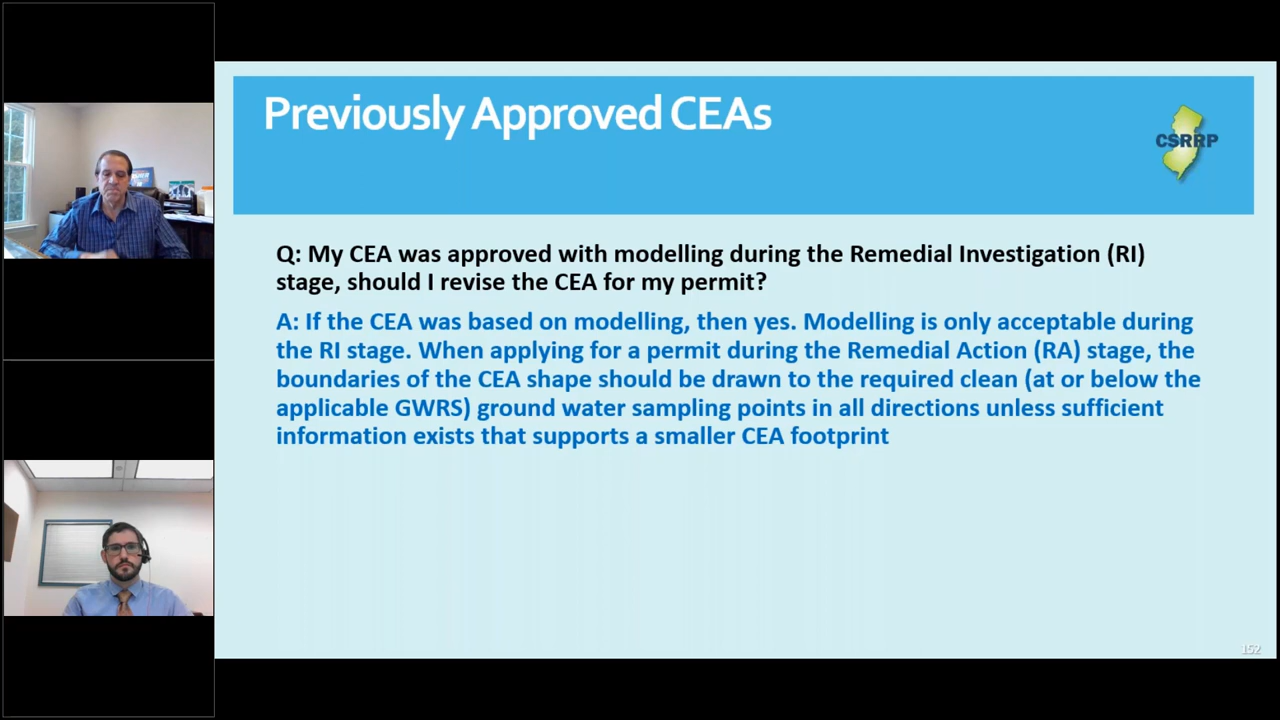 Previously Approved CEAs
CSRRP
Q: My CEA was approved with modelling during the Remedial Investigation (RI)
stage, should I revise the CEA for my permit?
A: If the CEA was based on modelling, then yes. Modelling is only acceptable during
the RI stage. When applying for a permit during the Remedial Action (RA) stage, the
boundaries of the CEA shape should be drawn to the required clean (at or below the
applicable GWRS) ground water sampling points in all directions unless sufficient
information exists that supports a smaller CEA footprint
152